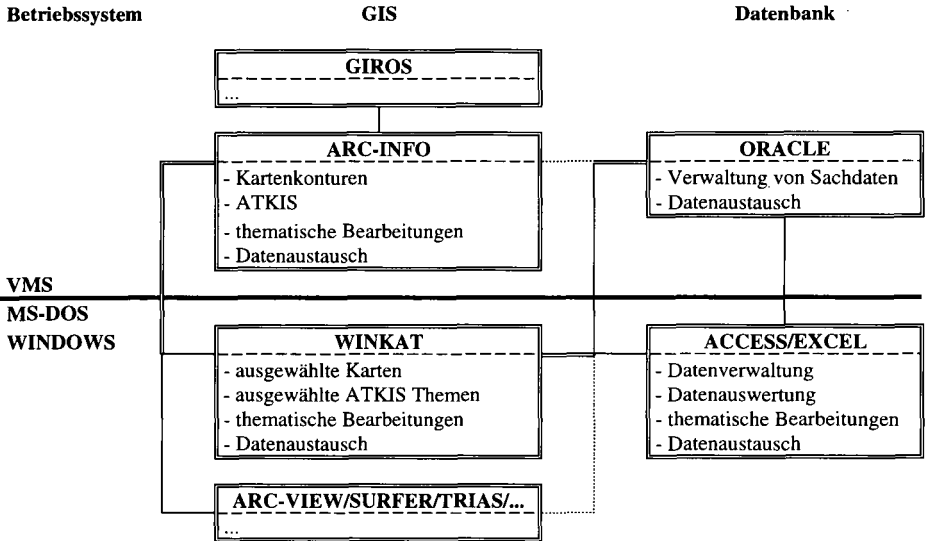 Betriebssystem GIS Datenbank
GIROS
...
ARC-INFO
- Kartenkonturen
- ATKIS
- thematische Bearbeitungen
- Datenaustausch
ORACLE
- Verwaltung von Sachdaten
- Datenaustausch
VMS
MS-DOS
WINDOWS
WINKAT
- ausgewählte Karten
- ausgewählte ATKIS Themen
- thematische Bearbeitungen
- Datenaustausch
ACCESS/EXCEL
- Datenverwaltung
- Datenauswertung
- thematische Bearbeitungen
- Datenaustausch
ARC-VIEW/SURFER/TRIAS/...
...